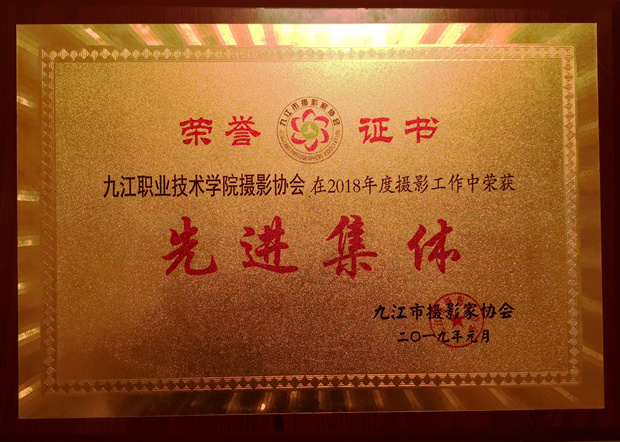 荣誉 证书
九江市摄影家协会
九江职业技术学院摄影协会 在2018年度摄影工作中荣获
先进集体
九江市摄影家协会
二〇一九年元月